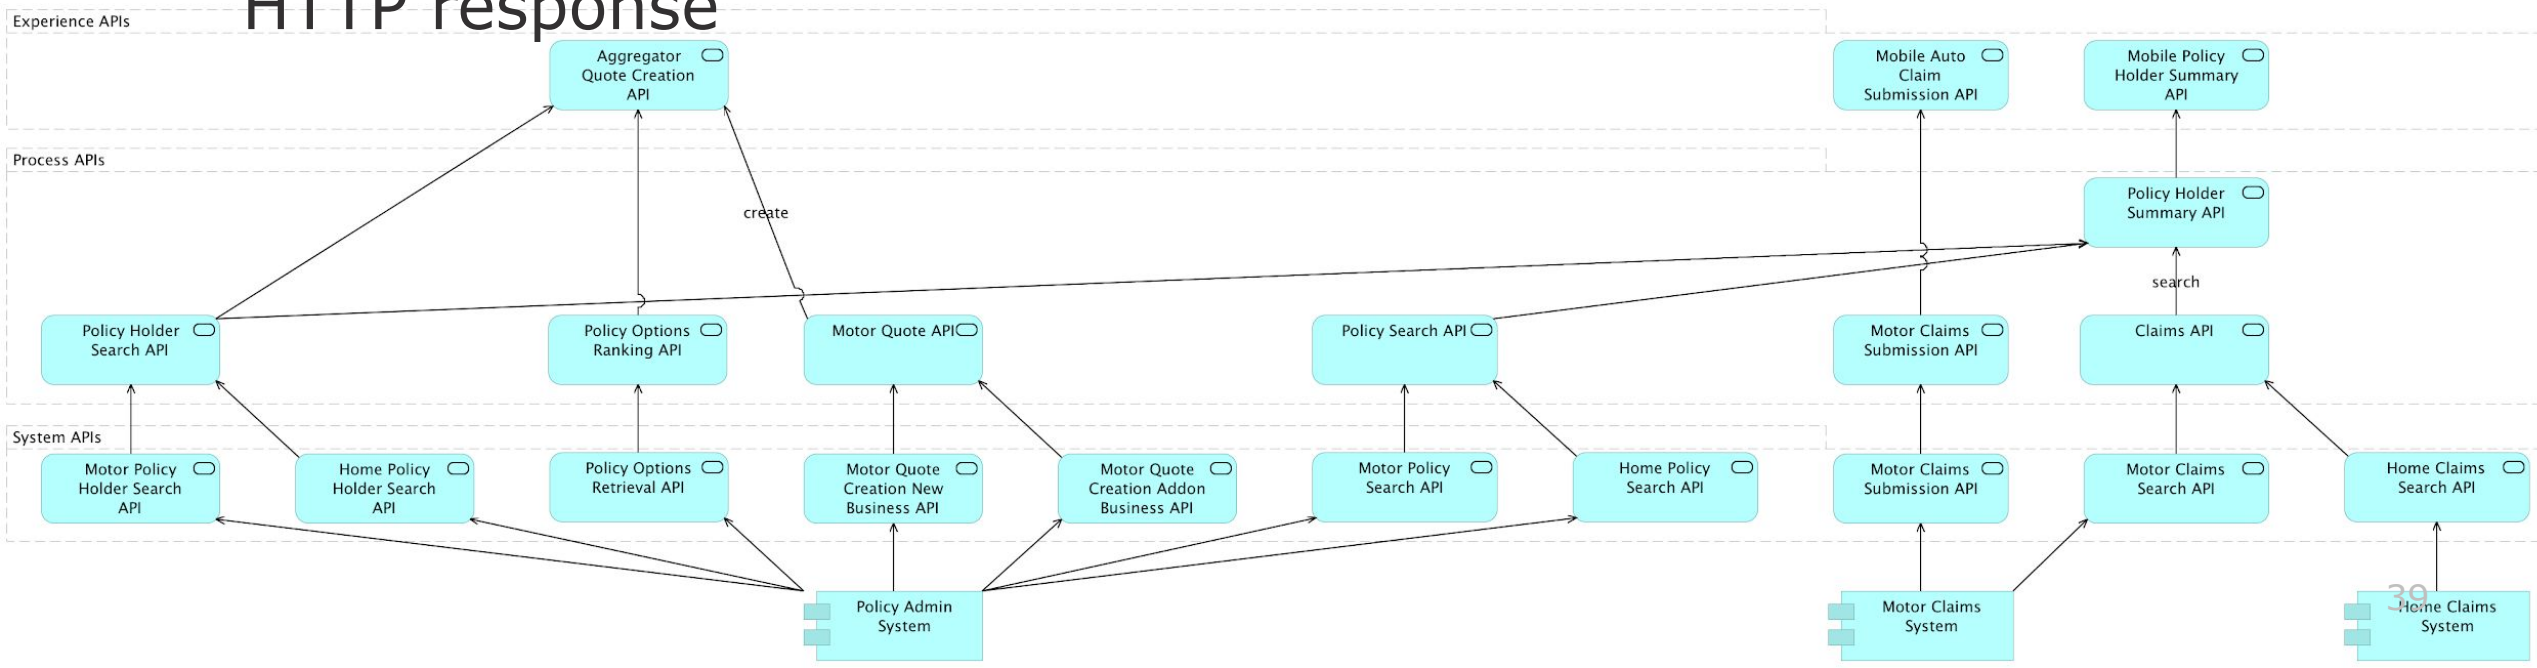 HTTP response
Experience APIs
Aggregator
Quote Creation
API
Mobile Auto
Claim
Submission API
Mobile Policy
Holder Summary
API
Process APIs
Policy Holder
Summary API
create
search
Policy Holder
Search API
Policy Options
Ranking API
Motor Quote API
Policy Search API
Motor Claims
Submission API
Claims API
System APIs
Motor Policy
Holder Search
API
Home Policy
Holder Search
API
Policy Options
Retrieval API
Motor Quote
Creation New
Business API
Motor Quote
Creation Addon
Business API
Motor Policy
Search API
Home Policy
Search API
Motor Claims
Submission API
Motor Claims
Search API
Home Claims
Search API
Policy Admin
System
Motor Claims
System
39
Home Claims
System